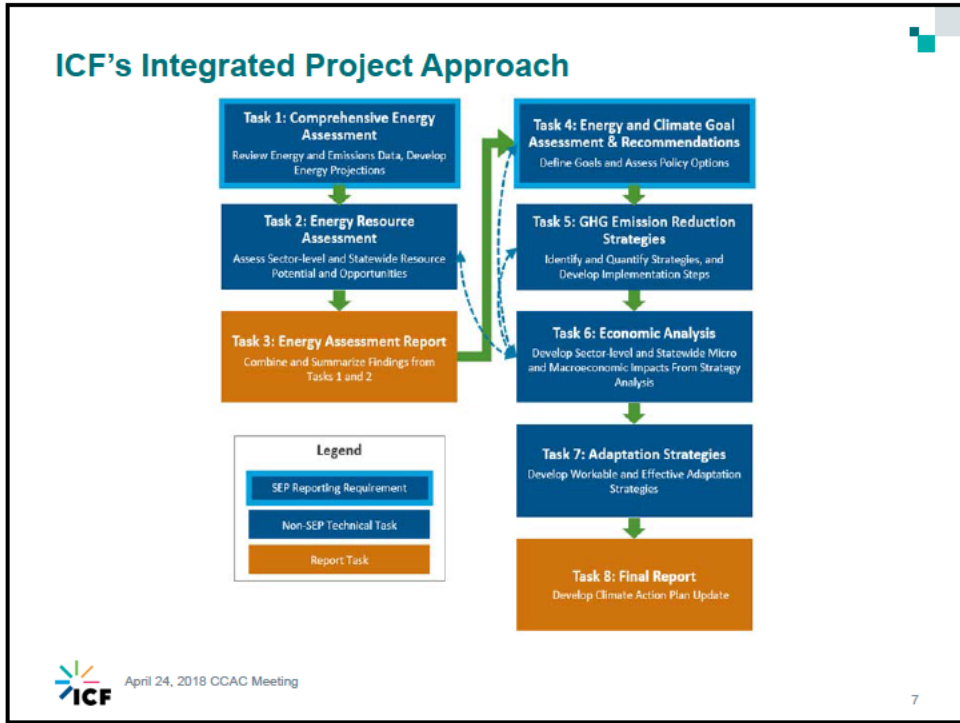 ICF's Integrated Project Approach
Task 1: Comprehensive Energy
Assessment
Review Energy and Emissions Data, Develop
Energy Projections
Task 2: Energy Resource
Assessment
Assess Sector-level and Statewide Resource
Potential and Opportunities
Task 3: Energy Assessment Report
Combine and Summarize Findings from
Tasks 1 and 2
Task 4: Energy and Climate Goal
Assessment & Recommendations
Define Goals and Assess Policy Options
Task 5: GHG Emission Reduction
Strategies
Identify and Quantify Strategies, and
Develop Implementation Steps
Task 6: Economic Analysis
Develop Sector-level and Statewide Micro
and Macroeconomic Impacts From Strategy
Analysis
Task 7: Adaptation Strategies
Develop Workable and Effective Adaptation
Strategies
Task 8: Final Report
Develop Climate Action Plan Update
Legend
SEP Reporting Requirement
Non-SEP Technical Task
Report Task
ICF
April 24, 2018 CCAC Meeting
7